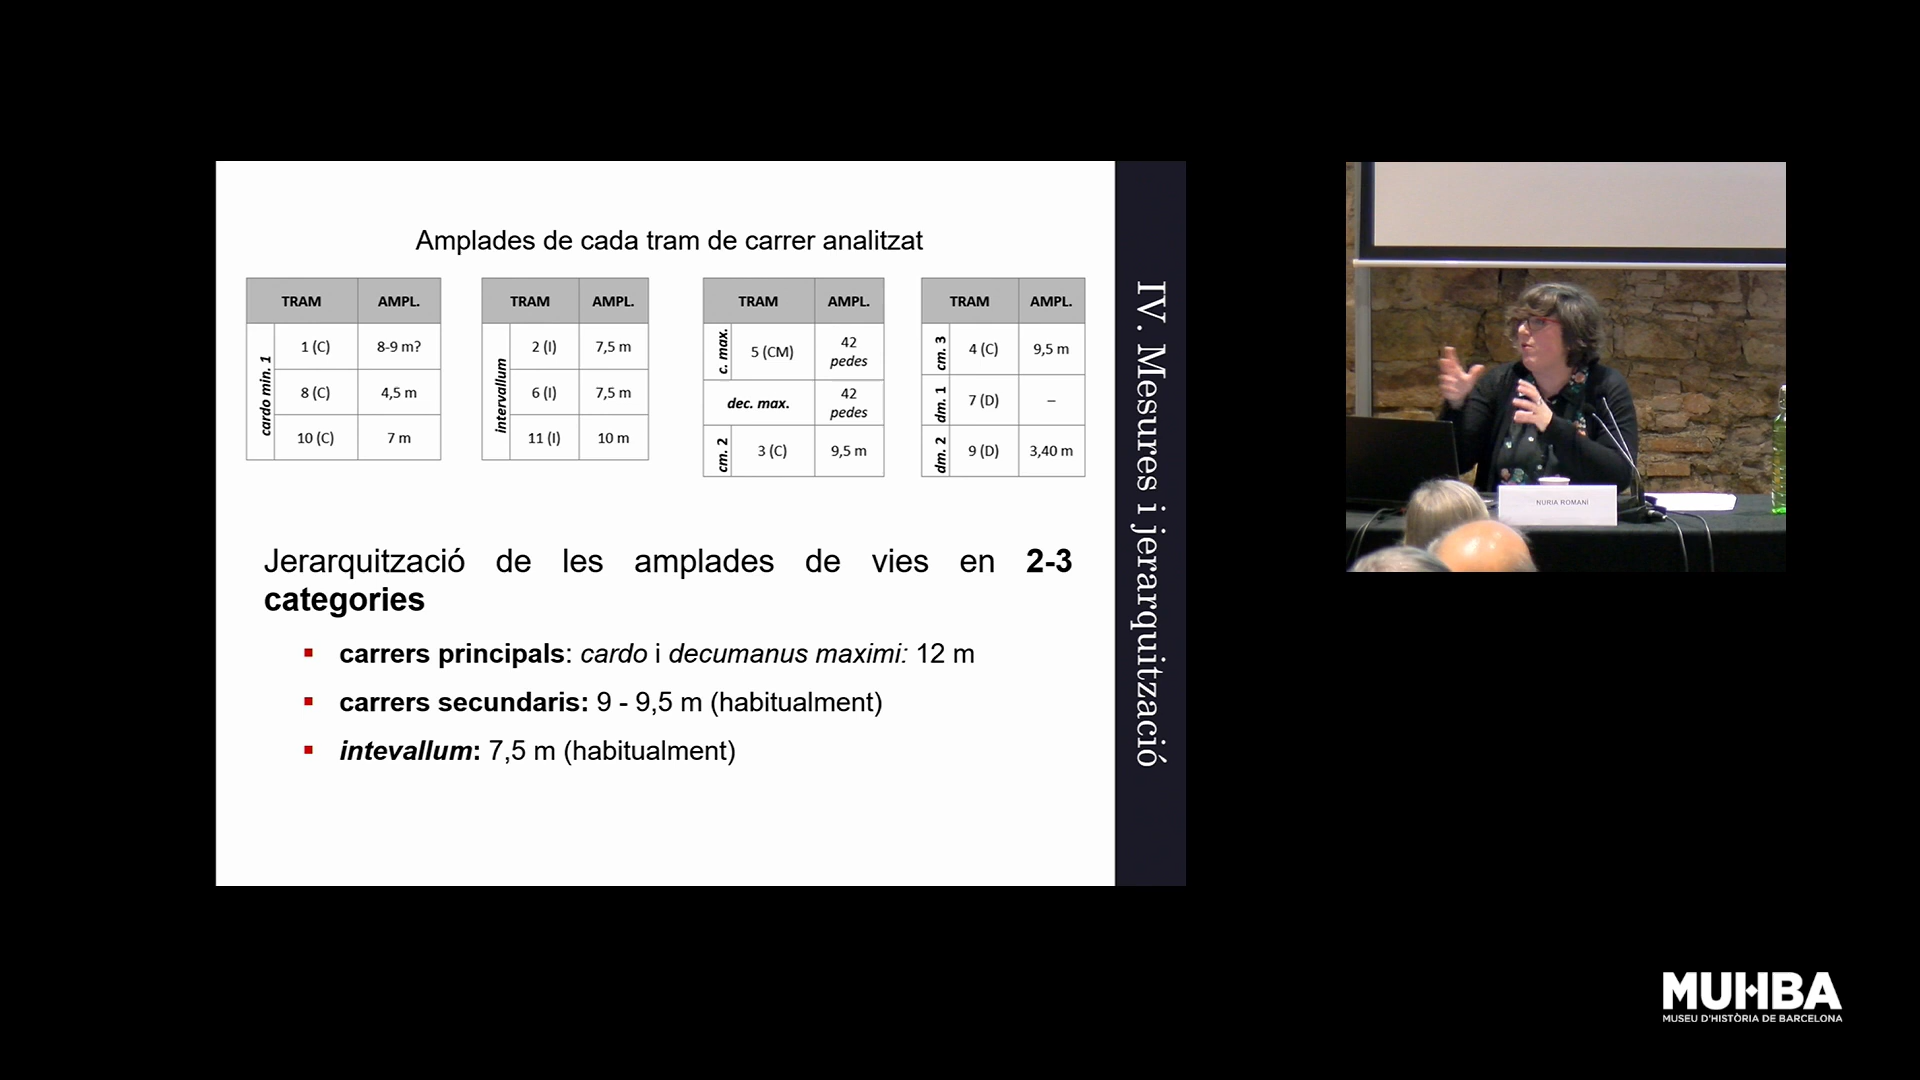 Amplades de cada tram de carrer analitzat
TRAM AMPL.
cardo min. 1
1 (C) 8-9 m?
8 (C) 4,5 m
10 (C) 7 m
TRAM AMPL.
intervallum
2 (I) 7,5 m
6 (I) 7,5 m
11 (I) 10 m
TRAM AMPL.
c. max.
5 (CM) 42
pedes
dec. max. 42
pedes
cm. 2
3 (C) 9,5 m
TRAM AMPL.
cm. 3
4 (C) 9,5 m
dm. 1
7 (D) –
dm. 2
9 (D) 3,40 m
Jerarquització de les amplades de vies en 2-3
categories
▪ carrers principals: cardo i decumanus maximi: 12 m
▪ carrers secundaris: 9 - 9,5 m (habitualment)
▪ intevallum: 7,5 m (habitualment)
IV. Mesures i jerarquització
NURIA ROMANÍ
MUHBA
MUSEU D'HISTÒRIA DE BARCELONA